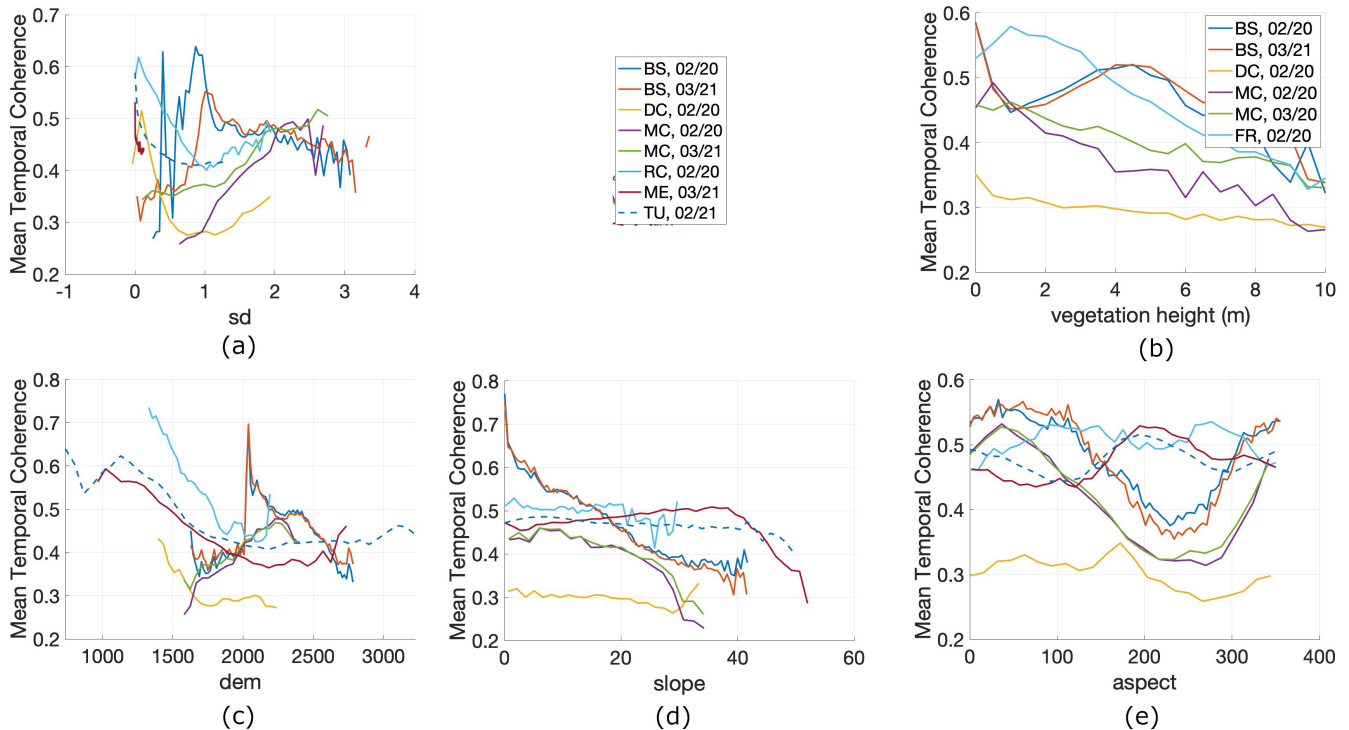 0.7
0.6
0.5
0.4
0.3
0.2
Mean Temporal Coherence
-1 0 1 2 3 4
sd
(a)
BS, 02/20
BS, 03/21
DC, 02/20
MC, 02/20
MC, 03/21
RC, 02/20
ME, 03/21
TU, 02/21
0.6
0.5
0.4
0.3
0.2
Mean Temporal Coherence
BS, 02/20
BS, 03/21
DC, 02/20
MC, 02/20
MC, 03/20
FR, 02/20
0 2 4 6 8 10
vegetation height (m)
(b)
0.8
0.7
0.6
0.5
0.4
0.3
0.2
Mean Temporal Coherence
1000 1500 2000 2500 3000
dem
(c)
0.8
0.7
0.6
0.5
0.4
0.3
0.2
Mean Temporal Coherence
0 20 40 60
slope
(d)
0.6
0.5
0.4
0.3
0.2
Mean Temporal Coherence
0 100 200 300 400
aspect
(e)